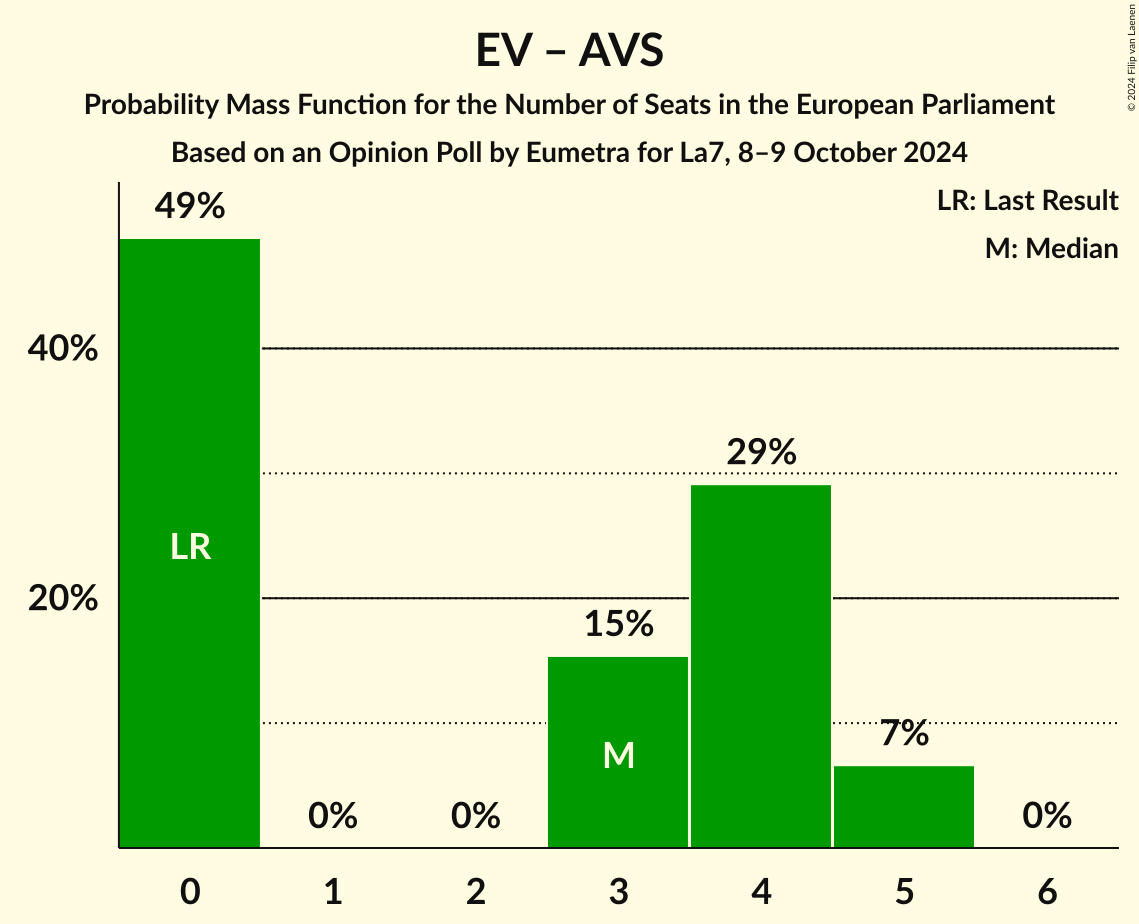 EV – AVS
Probability Mass Function for the Number of Seats in the European Parliament
Based on an Opinion Poll by Eumetra for La7, 8–9 October 2024
© 2024 Filip van Laenen
LR: Last Result
M: Median
49%
40%
29%
LR
20%
15%
7%
M
0%
0%
0%
0
1
2
3
4
5
6